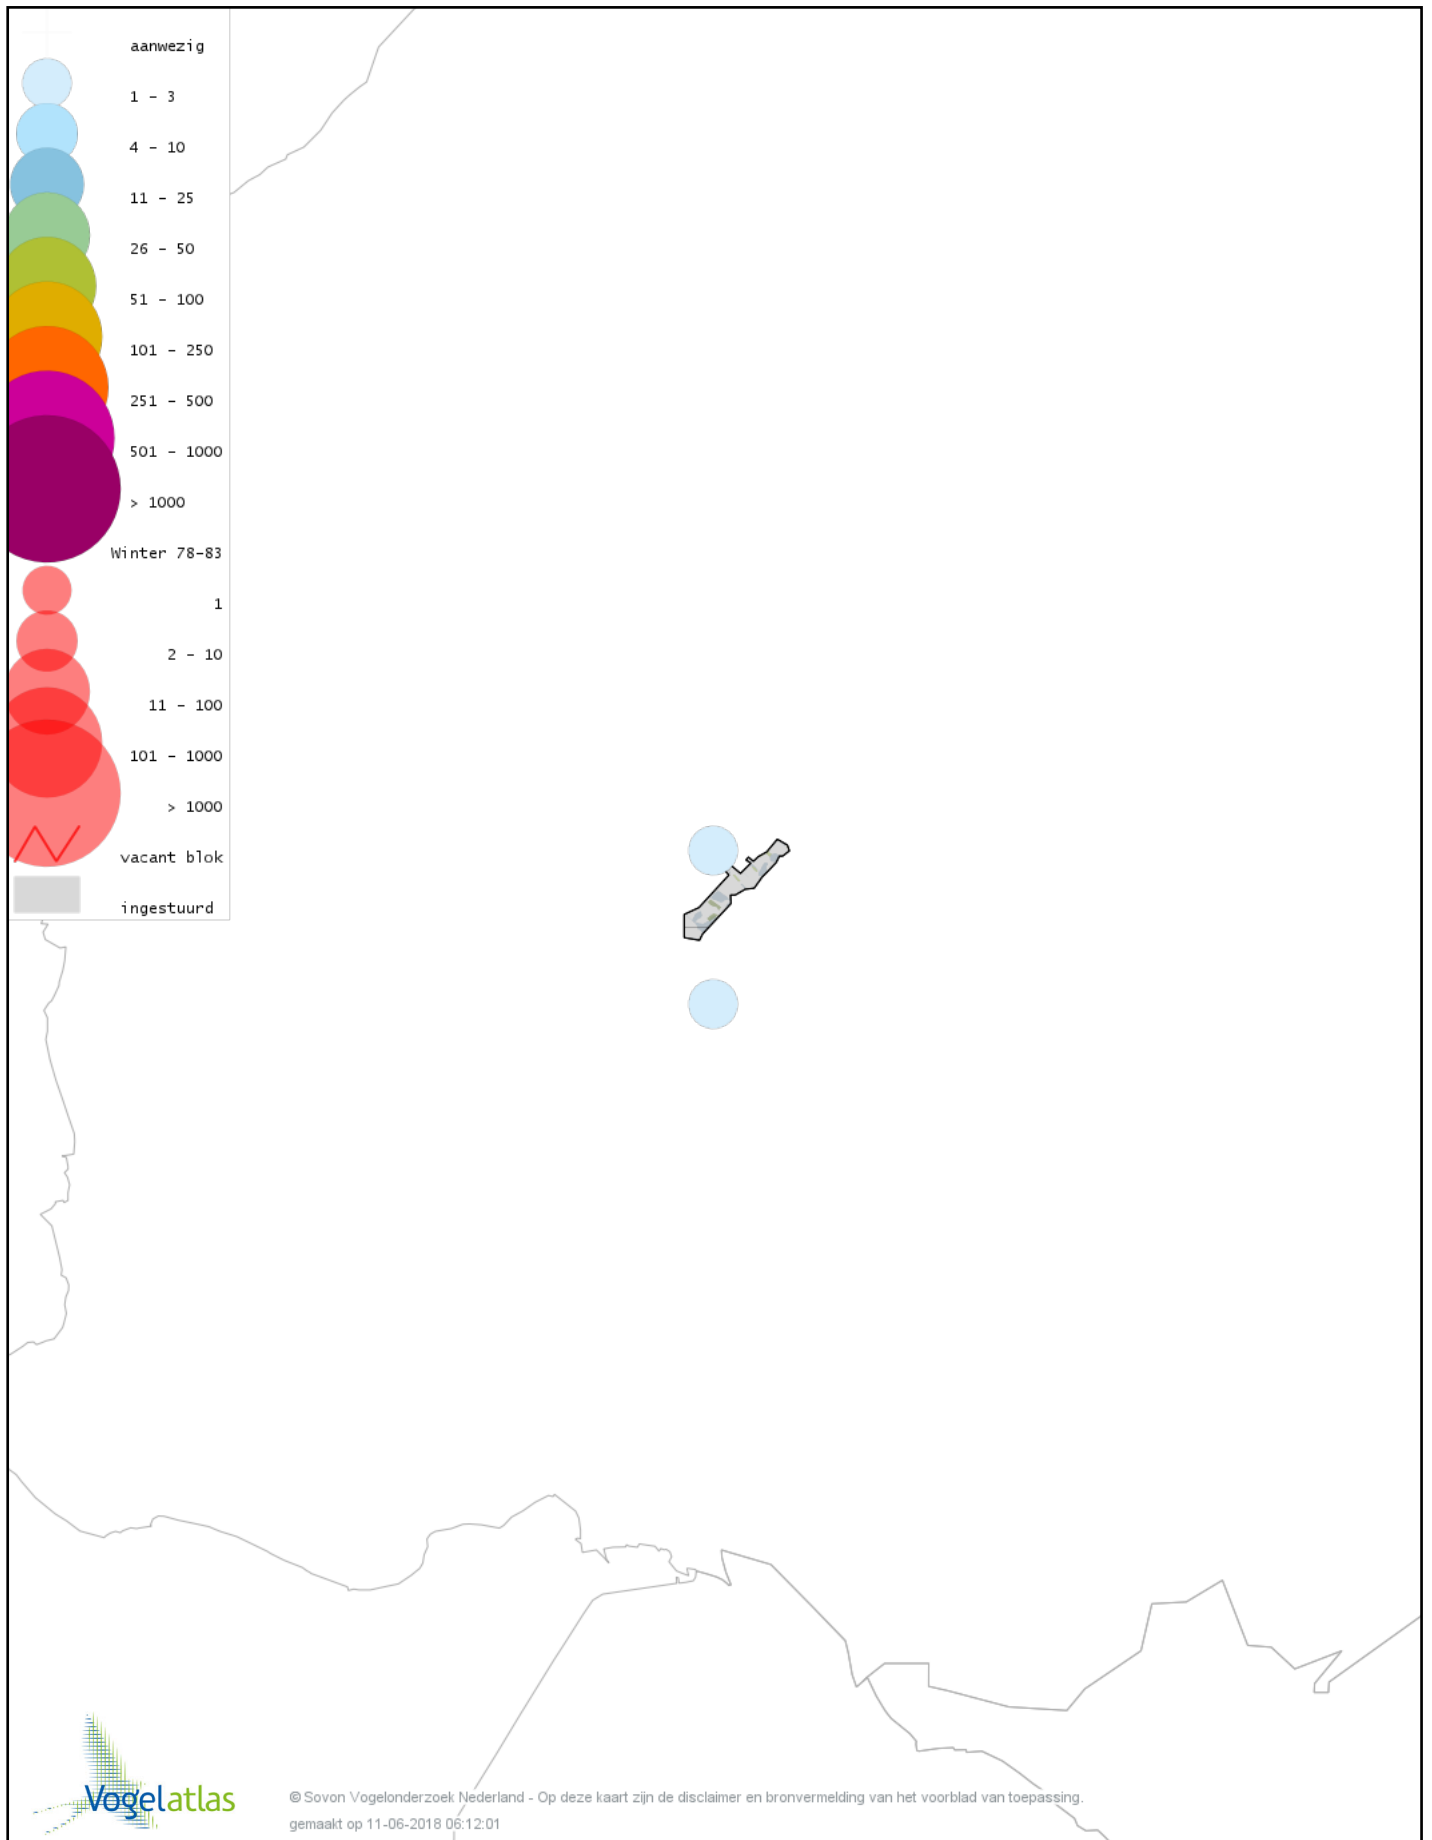 aanwezig
1 - 3
4 - 10
11 - 25
26 - 50
51 - 100
101 - 250
251 - 500
501 - 1000
> 1000
Winter 78-83
1
2 - 10
11 - 100
101 - 1000
> 1000
vacant blok
ingestuurd
Vogelatlas
© Sovon Vogelonderzoek Nederland - Op deze kaart zijn de disclaimer en bronvermelding van het voorblad van toepassing.
gemaakt op 11-06-2018 06:12:01